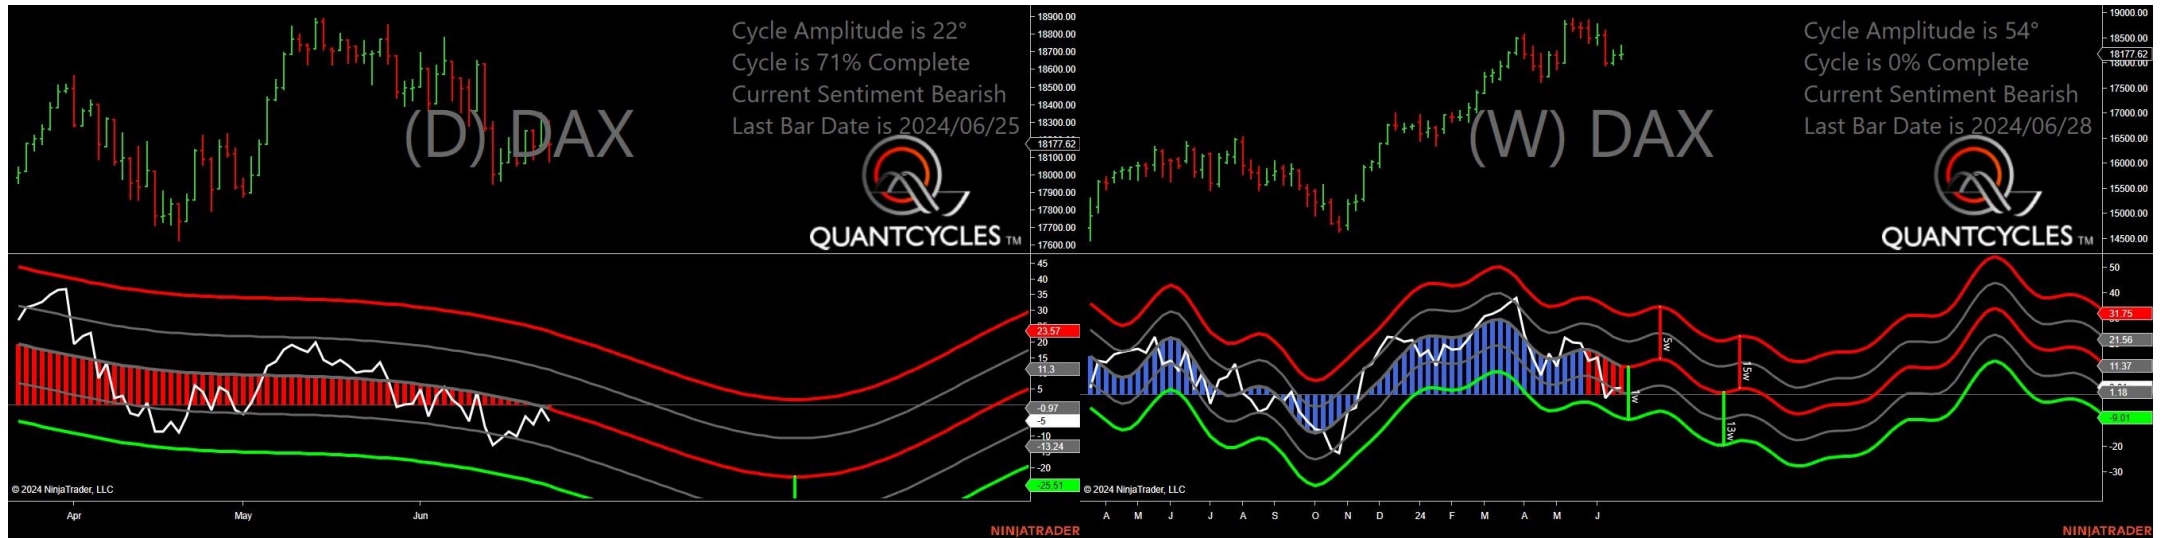 Cycle Amplitude is 22°
Cycle is 71% Complete
Current Sentiment Bearish
Last Bar Date is 2024/06/25
(D) DAX
QUANTCYCLES TM
18900.00
18800.00
18700.00
18600.00
18500.00
18400.00
18300.00
18177.62
18100.00
18000.00
17900.00
17800.00
17700.00
17600.00
45
40
35
30
23.57
20
15
11.3
5
-0.97
-5
-10
-13.24
-20
-25.51
© 2024 NinjaTrader, LLC
Apr May Jun
NINJATRADER
Cycle Amplitude is 54°
Cycle is 0% Complete
Current Sentiment Bearish
Last Bar Date is 2024/06/28
(W) DAX
QUANTCYCLES TM
19000.00
18500.00
18177.62
18000.00
17500.00
17000.00
16500.00
16000.00
15500.00
15000.00
14500.00
50
40
31.75
21.56
11.37
1.18
-9.01
-20
-30
5w
15w
1w
13w
© 2024 NinjaTrader, LLC
A M J J A S O N D 24 F M A M J
NINJATRADER